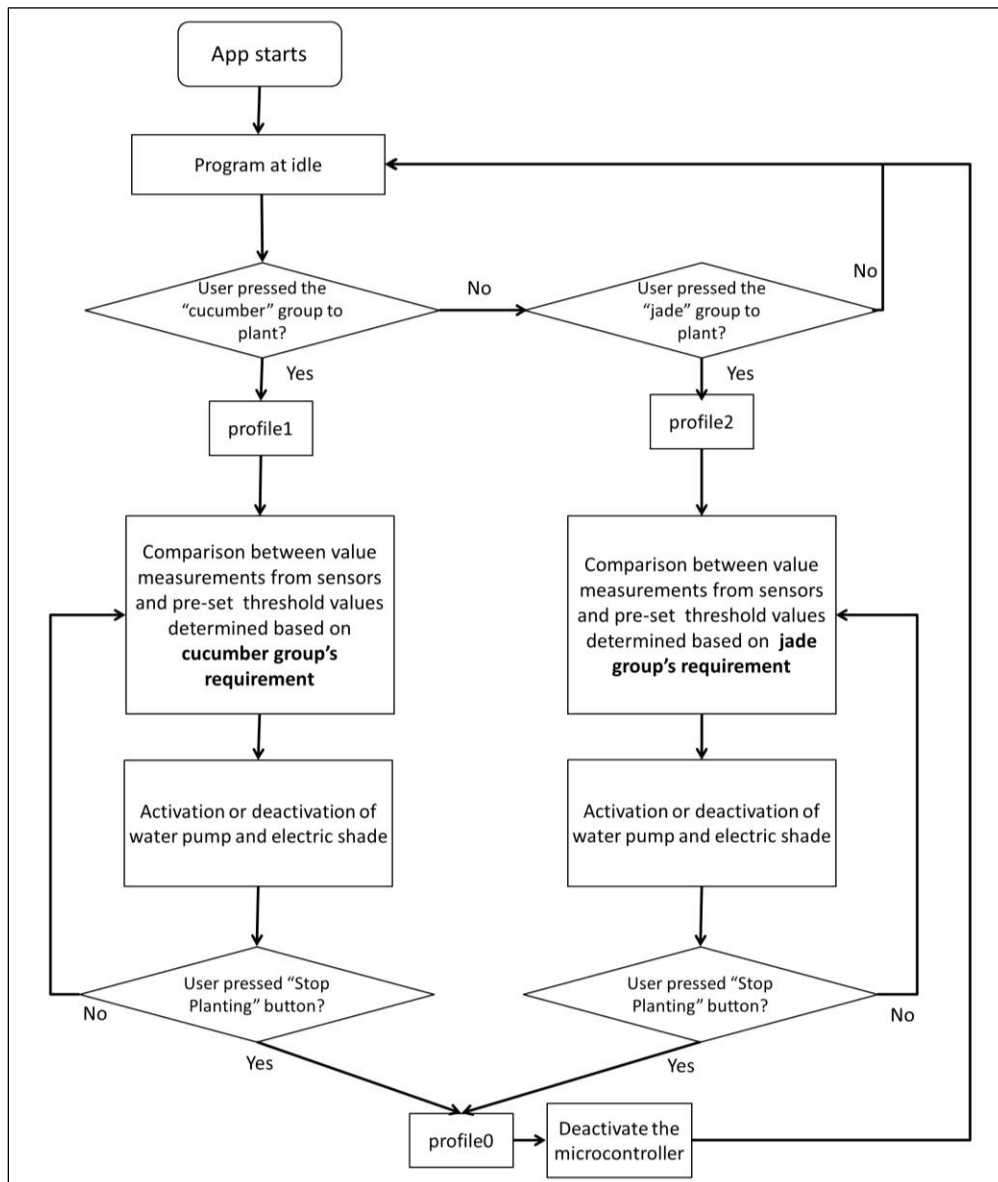 App starts
Program at idle
User pressed the
“cucumber” group to
plant?
No
User pressed the
“jade” group to
plant?
No
Yes
Yes
profile1
profile2
Comparison between value
measurements from sensors
and pre-set threshold values
determined based on
cucumber group’s
requirement
Comparison between value
measurements from sensors
and pre-set threshold values
determined based on jade
group’s requirement
Activation or deactivation of
water pump and electric shade
Activation or deactivation of
water pump and electric shade
User pressed “Stop
Planting” button?
No
User pressed “Stop
Planting” button?
No
Yes
Yes
profile0
Deactivate the
microcontroller